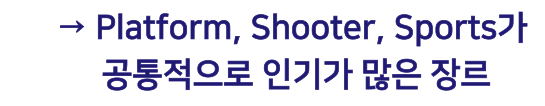 → Platform, Shooter, Sports가
공통적으로 인기가 많은 장르